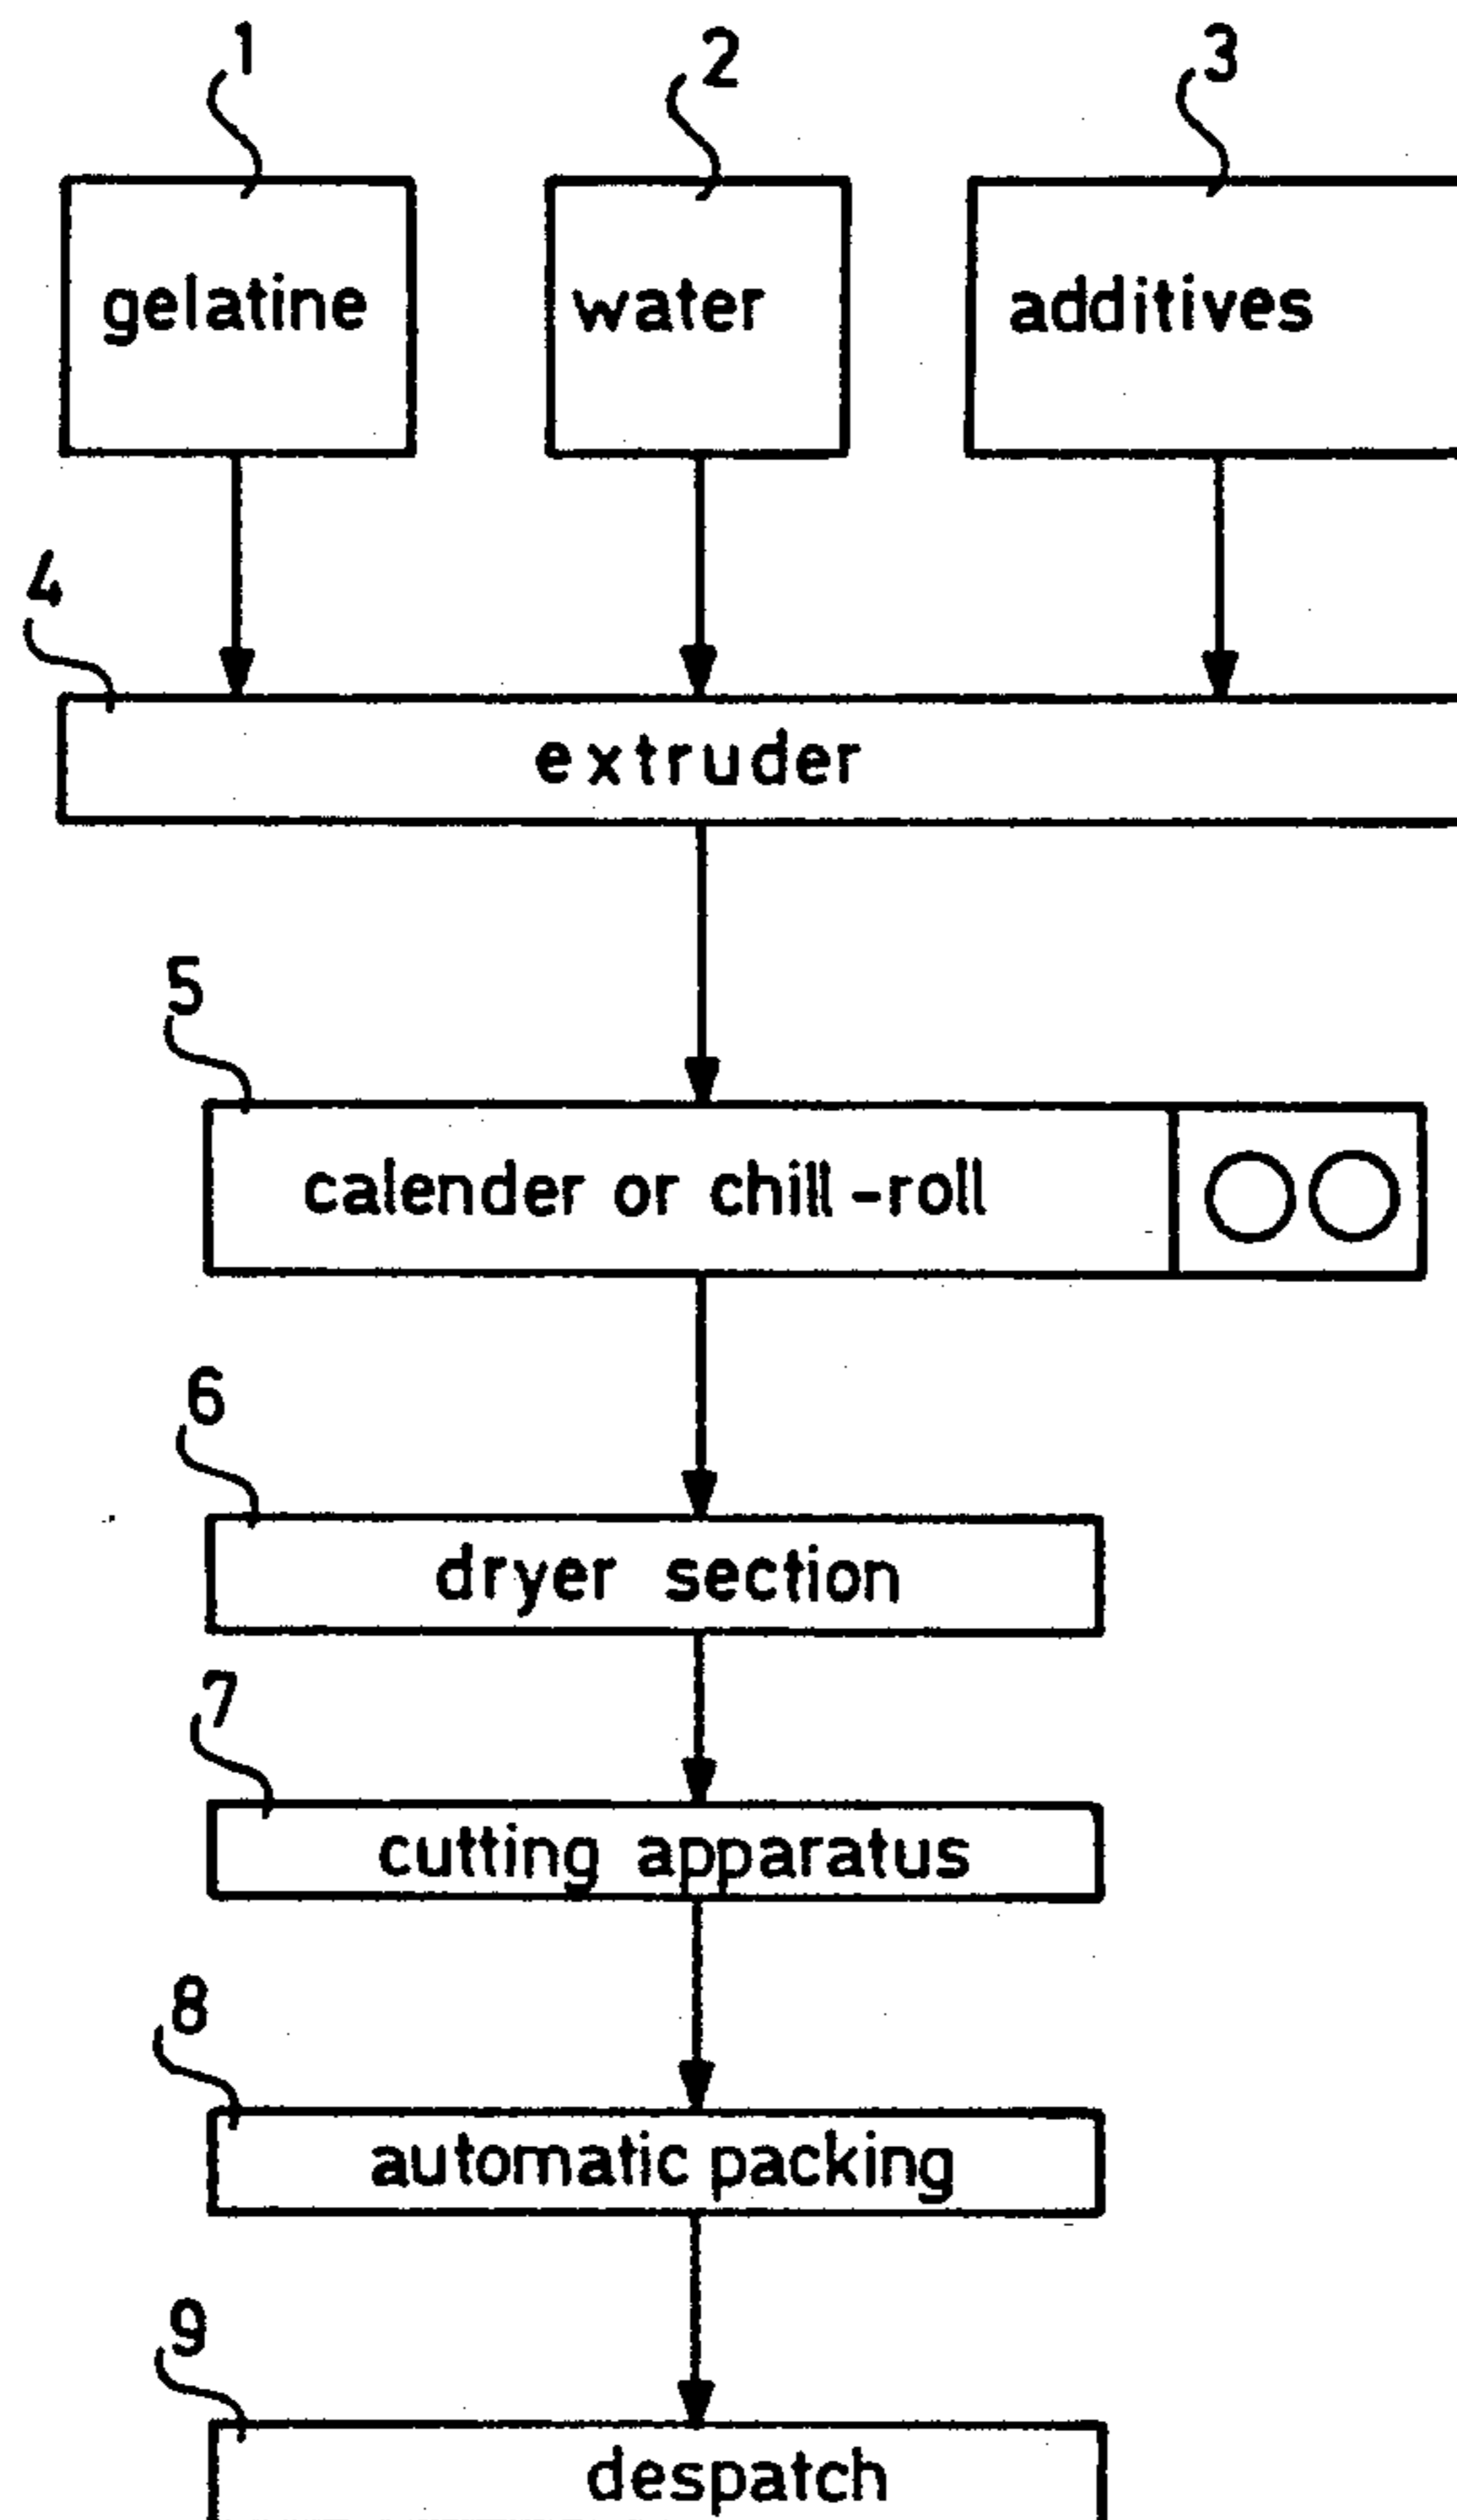 1 2 3
gelatine water additives
4
extruder
5
calender or chill-roll
6
dryer section
7
cutting apparatus
8
automatic packing
9
despatch